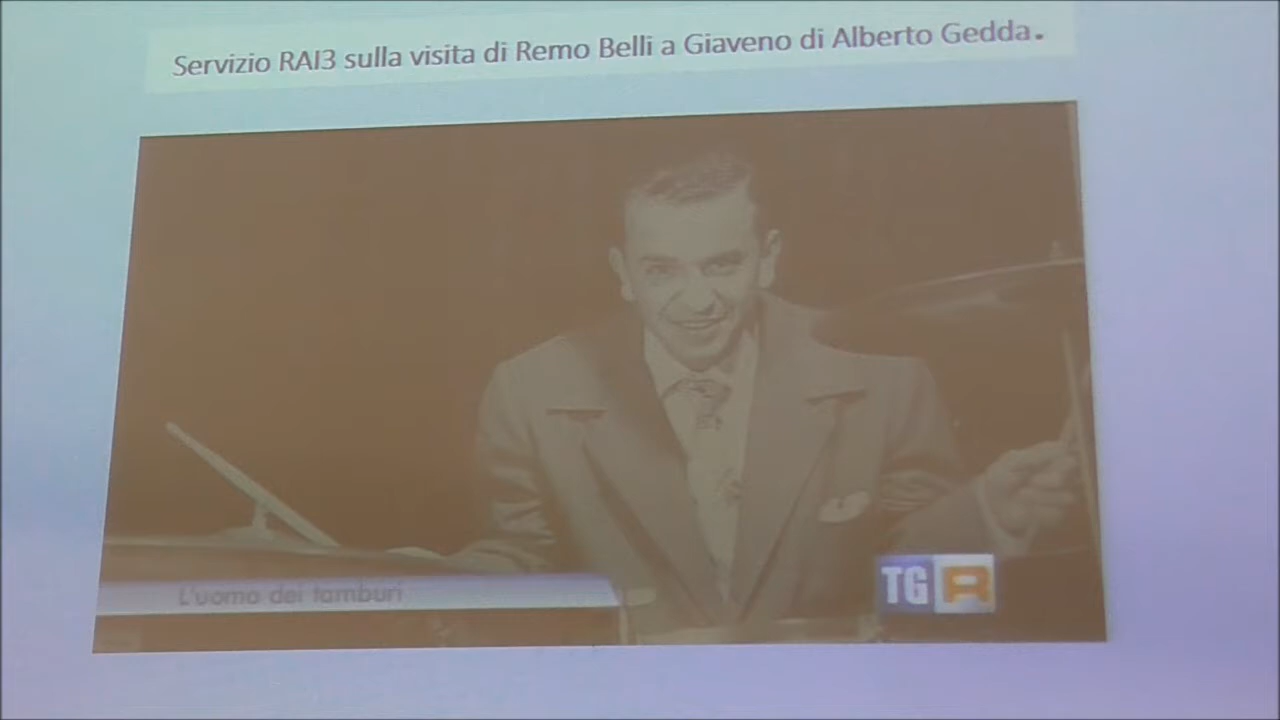 Servizio RAI3 sulla visita di Remo Belli a Giaveno di Alberto Gedda.
L'uomo dei tamburi
TGR